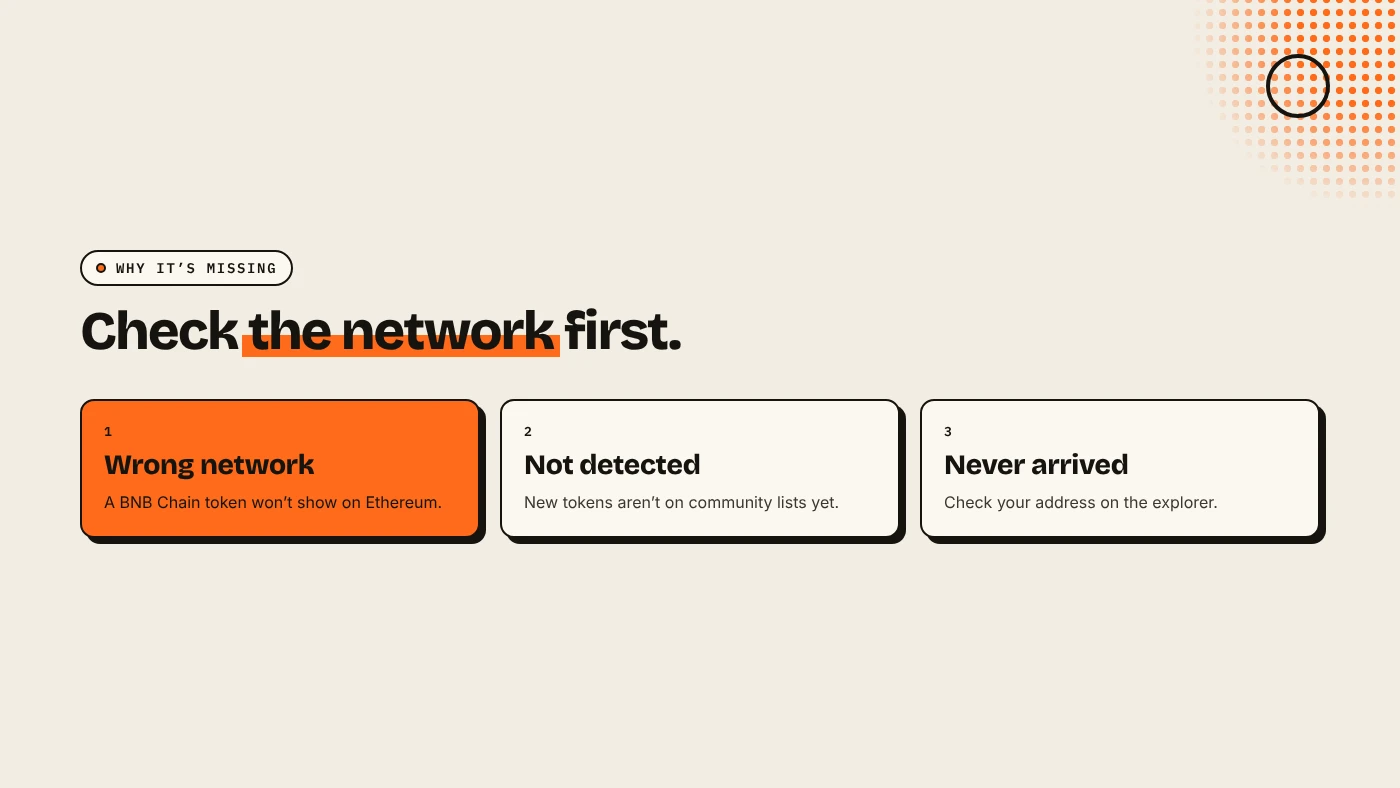 WHY IT’S MISSING
Check the network first.
1
Wrong network
A BNB Chain token won’t show on Ethereum.
2
Not detected
New tokens aren’t on community lists yet.
3
Never arrived
Check your address on the explorer.